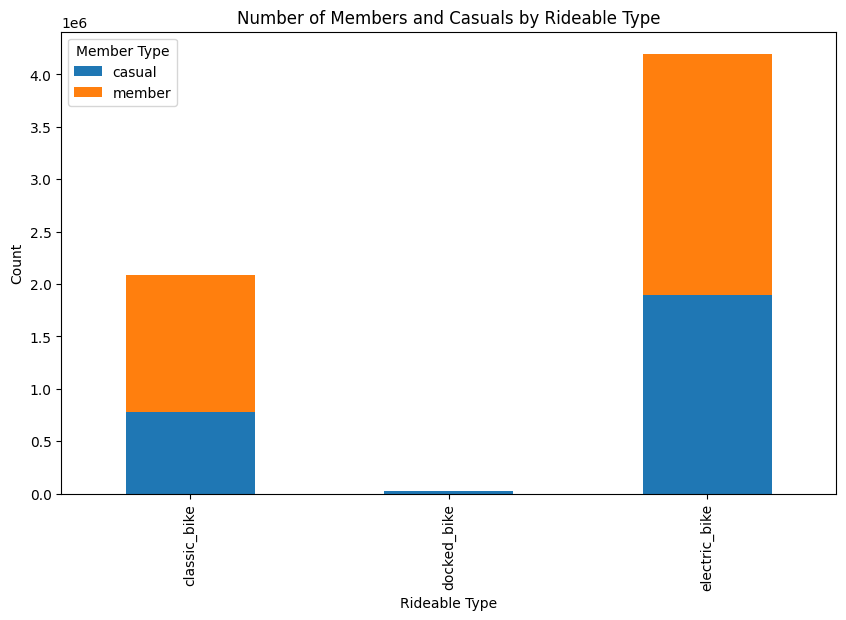 Number of Members and Casuals by Rideable Type
1e6
Member Type
casual
member
4.0
3.5
3.0
2.5
2.0
1.5
1.0
0.5
0.0
Count
classic_bike
docked_bike
electric_bike
Rideable Type